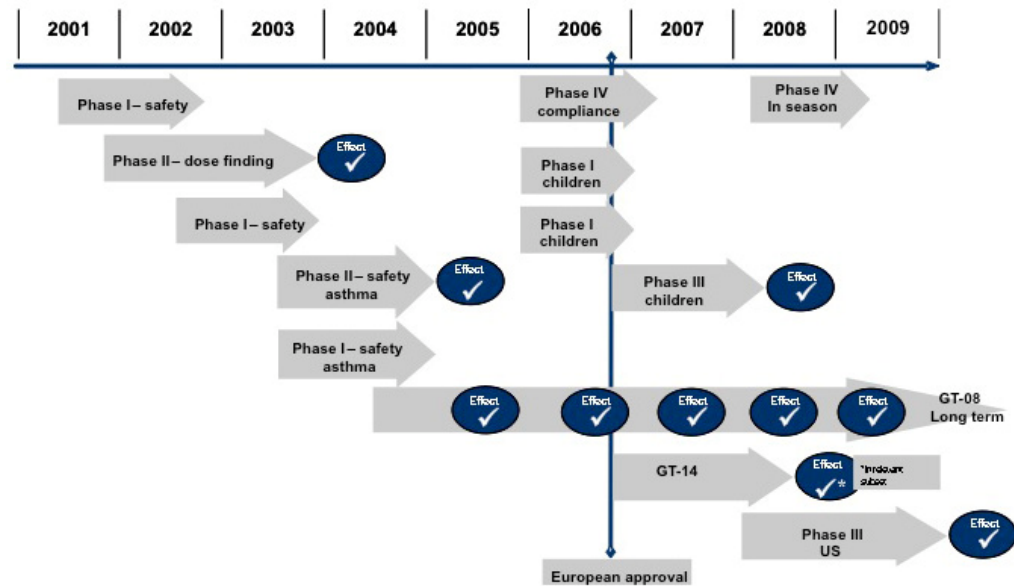 2001 2002 2003 2004 2005 2006 2007 2008 2009
Phase I – safety
Phase IV
compliance
Phase IV
In season
Phase II – dose finding
Effect
Phase I
children
Phase I – safety
Phase I
children
Phase II – safety
asthma
Effect
Phase III
children
Effect
Phase I – safety
asthma
Effect
Effect
Effect
Effect
Effect
GT-08
Long term
GT-14
Effect
*
*Irrelevant
subset
Phase III
US
Effect
European approval